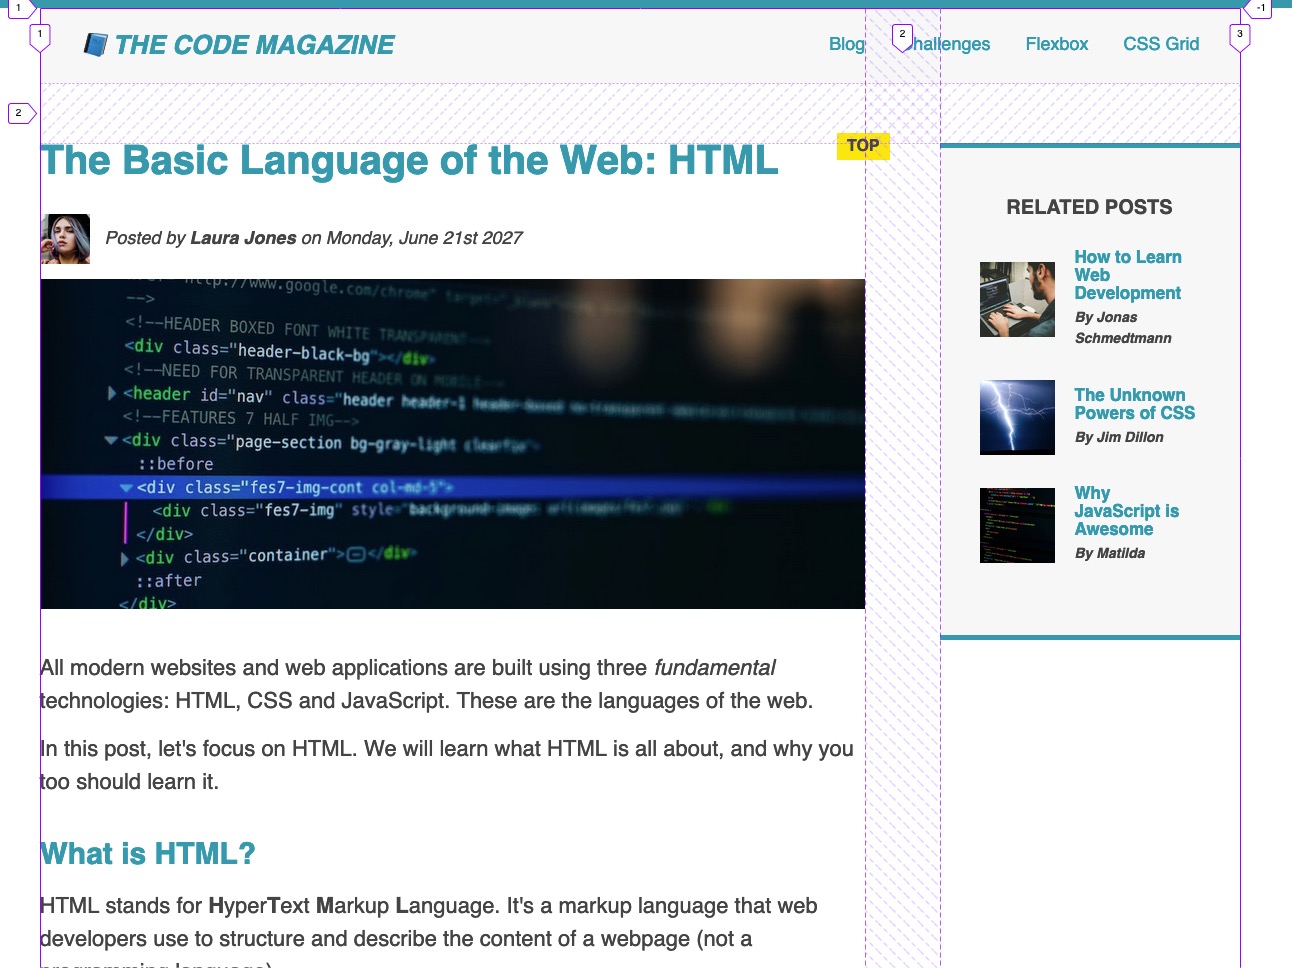 1
-1
1
2
3
THE CODE MAGAZINE
Blog Challenges Flexbox CSS Grid
2
The Basic Language of the Web: HTML
TOP
Posted by Laura Jones on Monday, June 21st 2027
http://www.google.com/chrome"
-->
<!--HEADER BOXED FONT WHITE TRANSPARENT-->
<div class="header-black-bg"></div>
<!--NEED FOR TRANSPARENT HEADER ON MOBILE-->
<header id="nav" class="header
<!--FEATURES 7 HALF IMG-->
<div class="page-section bg-gray-light clearfix">
::before
<div class="fes7-img-cont col-md-5">
<div class="fes7-img" style="background-image:
</div>
<div class="container"></div>
::after
</div>
All modern websites and web applications are built using three fundamental
technologies: HTML, CSS and JavaScript. These are the languages of the web.
In this post, let's focus on HTML. We will learn what HTML is all about, and why you
too should learn it.
What is HTML?
HTML stands for HyperText Markup Language. It's a markup language that web
developers use to structure and describe the content of a webpage (not a
programming language)
RELATED POSTS
How to Learn
Web
Development
By Jonas
Schmedtmann
The Unknown
Powers of CSS
By Jim Dillon
Why
JavaScript is
Awesome
By Matilda